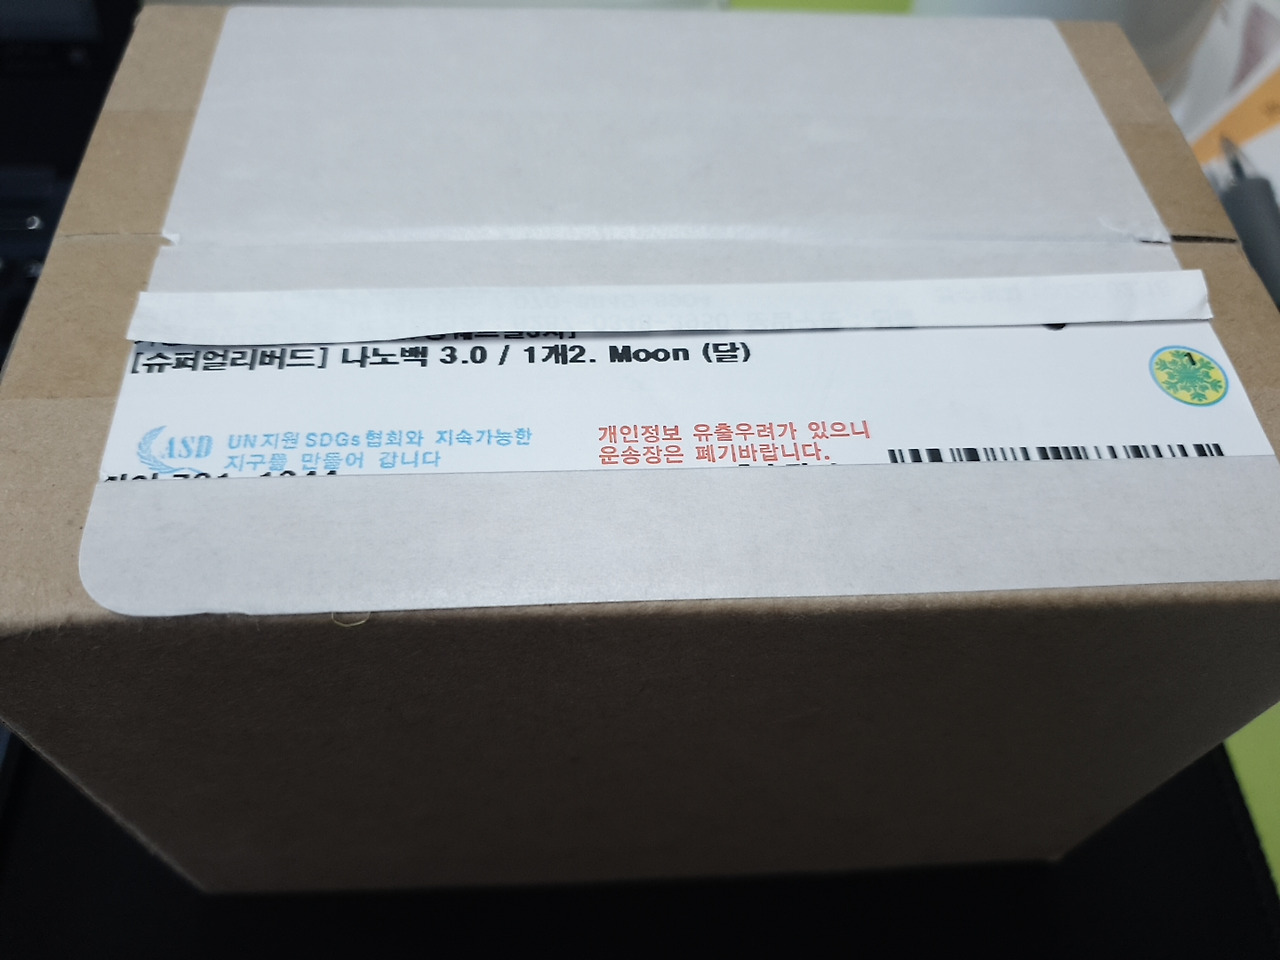 [슈퍼얼리버드] 나노백 3.0 / 1개2. Moon (달)
1
ASD UN지원 SDGs협회와 지속가능한
지구를 만들어 갑니다
개인정보 유출우려가 있으니
운송장은 폐기바랍니다.